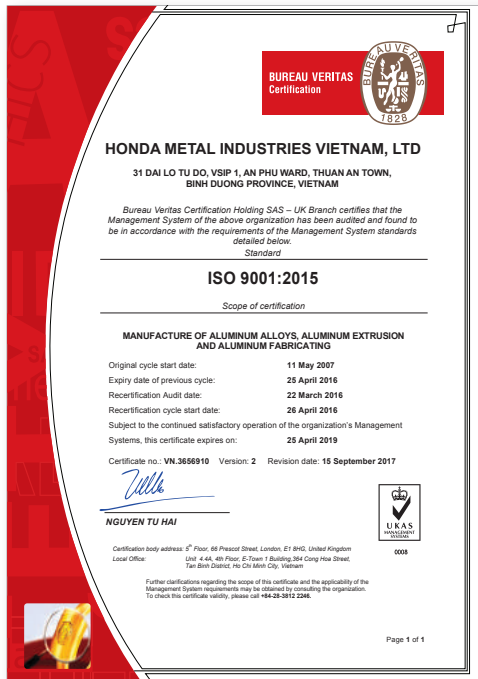 BUREAU VERITAS
Certification
BUREAU VERITAS
1828
HONDA METAL INDUSTRIES VIETNAM, LTD
31 DAI LO TU DO, VSIP 1, AN PHU WARD, THUAN AN TOWN,
BINH DUONG PROVINCE, VIETNAM
Bureau Veritas Certification Holding SAS – UK Branch certifies that the
Management System of the above organization has been audited and found to
be in accordance with the requirements of the Management System standards
detailed below.
Standard
ISO 9001:2015
Scope of certification
MANUFACTURE OF ALUMINUM ALLOYS, ALUMINUM EXTRUSION
AND ALUMINUM FABRICATING
Original cycle start date: 11 May 2007
Expiry date of previous cycle: 25 April 2016
Recertification Audit date: 22 March 2016
Recertification cycle start date: 26 April 2016
Subject to the continued satisfactory operation of the organization's Management
Systems, this certificate expires on: 25 April 2019
Certificate no.: VN.3656910 Version: 2 Revision date: 15 September 2017
NGUYEN TU HAI
UKAS
MANAGEMENT
SYSTEMS
0008
Certification body address: 5th Floor, 66 Prescot Street, London, E1 8HG, United Kingdom
Local Office: Unit 4.4A, 4th Floor, E-Town 1 Building,364 Cong Hoa Street,
Tan Binh District, Ho Chi Minh City, Vietnam
Further clarifications regarding the scope of this certificate and the applicability of the
Management System requirements may be obtained by consulting the organization.
To check this certificate validity, please call +84-28-3812 2246.
Page 1 of 1